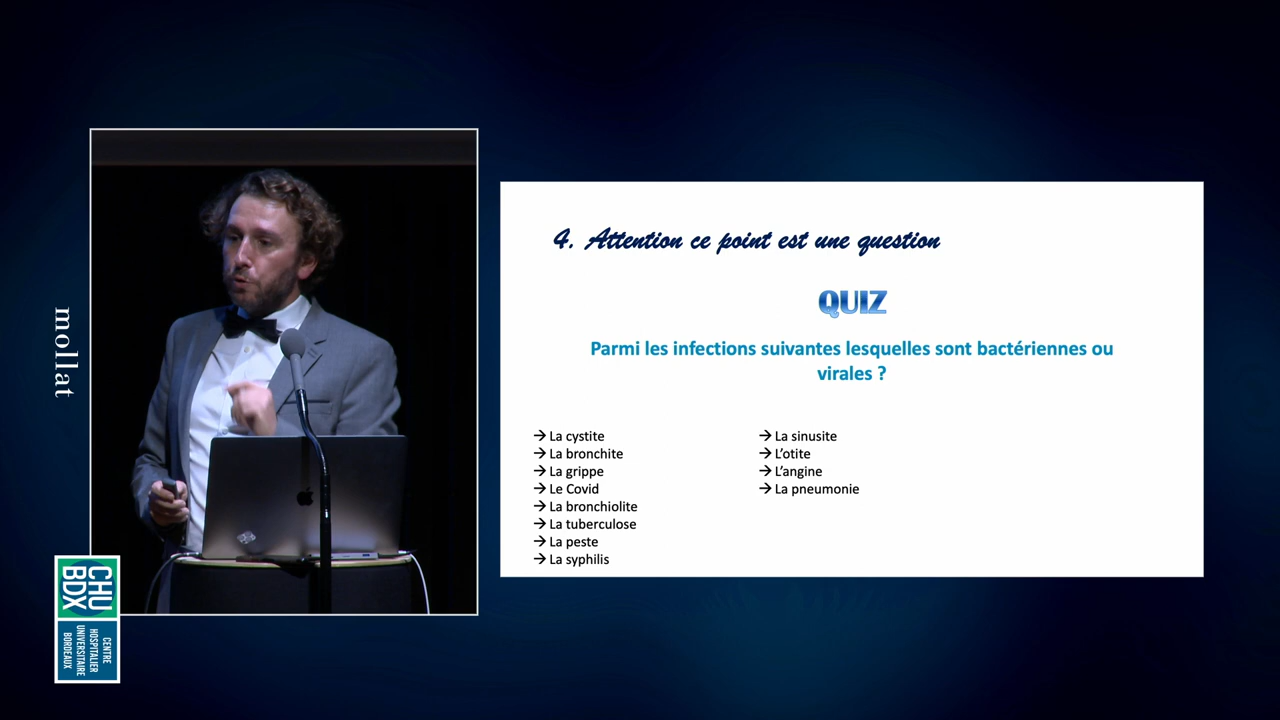 mollat
CHU
BDX
CENTRE
HOSPITALIER
UNIVERSITAIRE
BORDEAUX
4. Attention ce point est une question
QUIZ
Parmi les infections suivantes lesquelles sont bactériennes ou
virales ?
→ La cystite
→ La bronchite
→ La grippe
→ Le Covid
→ La bronchiolite
→ La tuberculose
→ La peste
→ La syphilis
→ La sinusite
→ L’otite
→ L’angine
→ La pneumonie